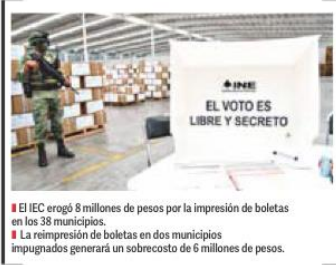 INE
EL VOTO ES
LIBRE Y SECRETO
El IEC erogó 8 millones de pesos por la impresión de boletas
en los 38 municipios.
La reimpresión de boletas en dos municipios
impugnados generará un sobrecosto de 6 millones de pesos.